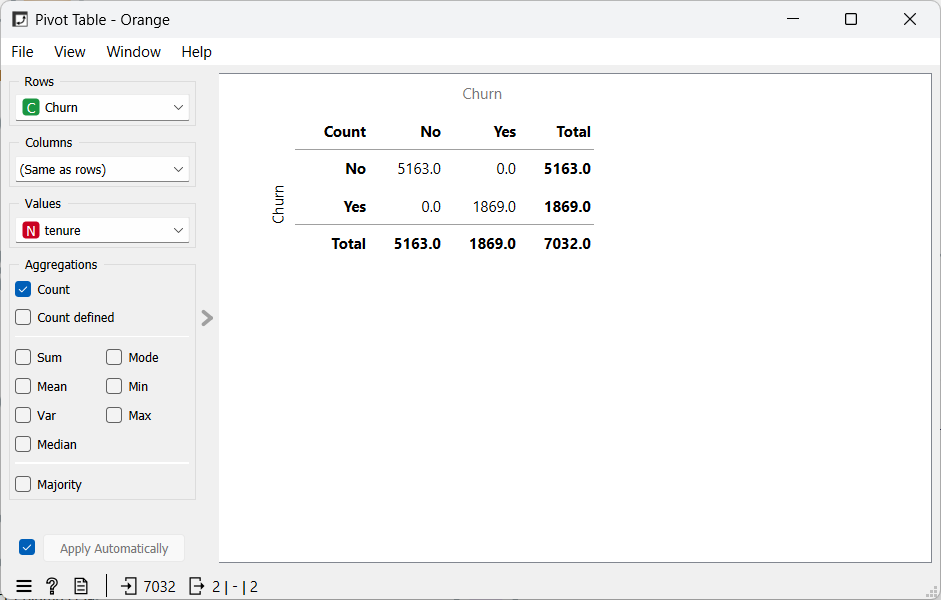 Pivot Table - Orange
File View Window Help
Rows
C Churn
Columns
(Same as rows)
Values
N tenure
Aggregations
Count
Count defined
Sum Mode
Mean Min
Var Max
Median
Majority
Apply Automatically
Churn
Count No Yes Total
No 5163.0 0.0 5163.0
Churn
Yes 0.0 1869.0 1869.0
Total 5163.0 1869.0 7032.0
? 7032 2 | - | 2